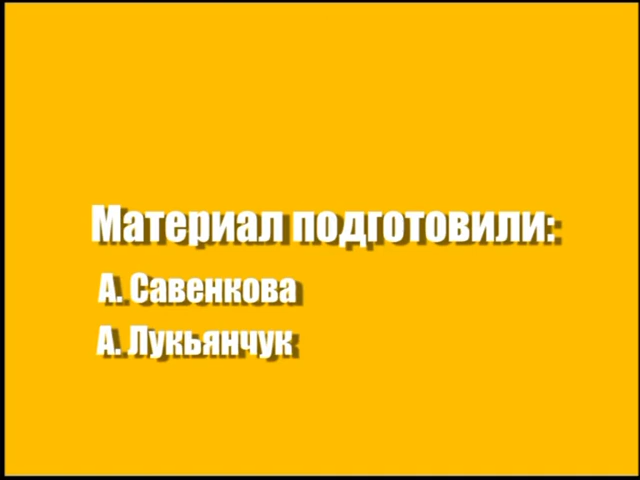 Материал подготовили:
А. Савенкова
А. Лукьянчук